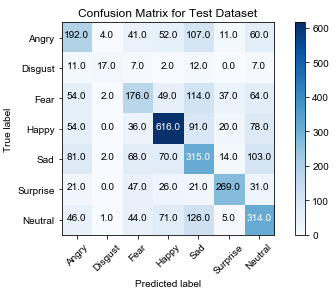 Confusion Matrix for Test Dataset
True label
Angry 192.0 2.0 41.0 52.0 107.0 11.0 60.0
Disgust 11.0 17.0 7.0 2.0 12.0 0.0 7.0
Fear 54.0 2.0 176.0 49.0 114.0 37.0 64.0
Happy 54.0 0.0 36.0 616.0 91.0 20.0 78.0
Sad 81.0 2.0 68.0 70.0 315.0 14.0 103.0
Surprise 21.0 0.0 47.0 26.0 21.0 269.0 31.0
Neutral 46.0 1.0 44.0 71.0 126.0 5.0 314.0
Angry Disgust Fear Happy Sad Surprise Neutral
Predicted label
600
500
400
300
200
100
0